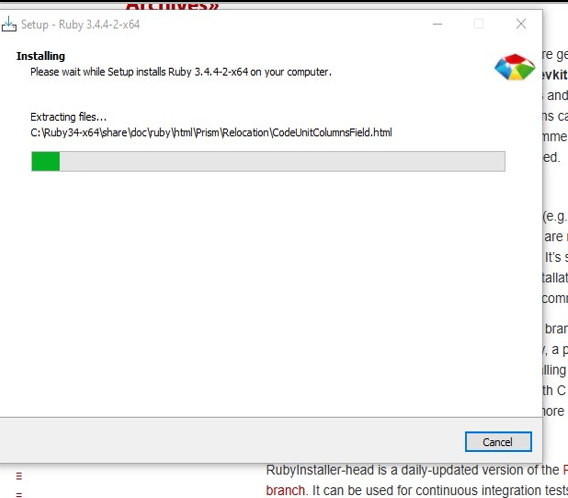 Archives»
Setup - Ruby 3.4.4-2-x64
Installing
Please wait while Setup installs Ruby 3.4.4-2-x64 on your computer.
Extracting files...
C:\Ruby34-x64\share\doc\ruby\html\Prism\Relocation\CodeUnitColumnsField.html
Cancel
re ge
evkit
and
ns ca
mme
ed.
(e.g.
are
It's s
tallat
comm
bran
, a p
lling
th C
nore
RubyInstaller-head is a daily-updated version of the
branch. It can be used for continuous integration tests